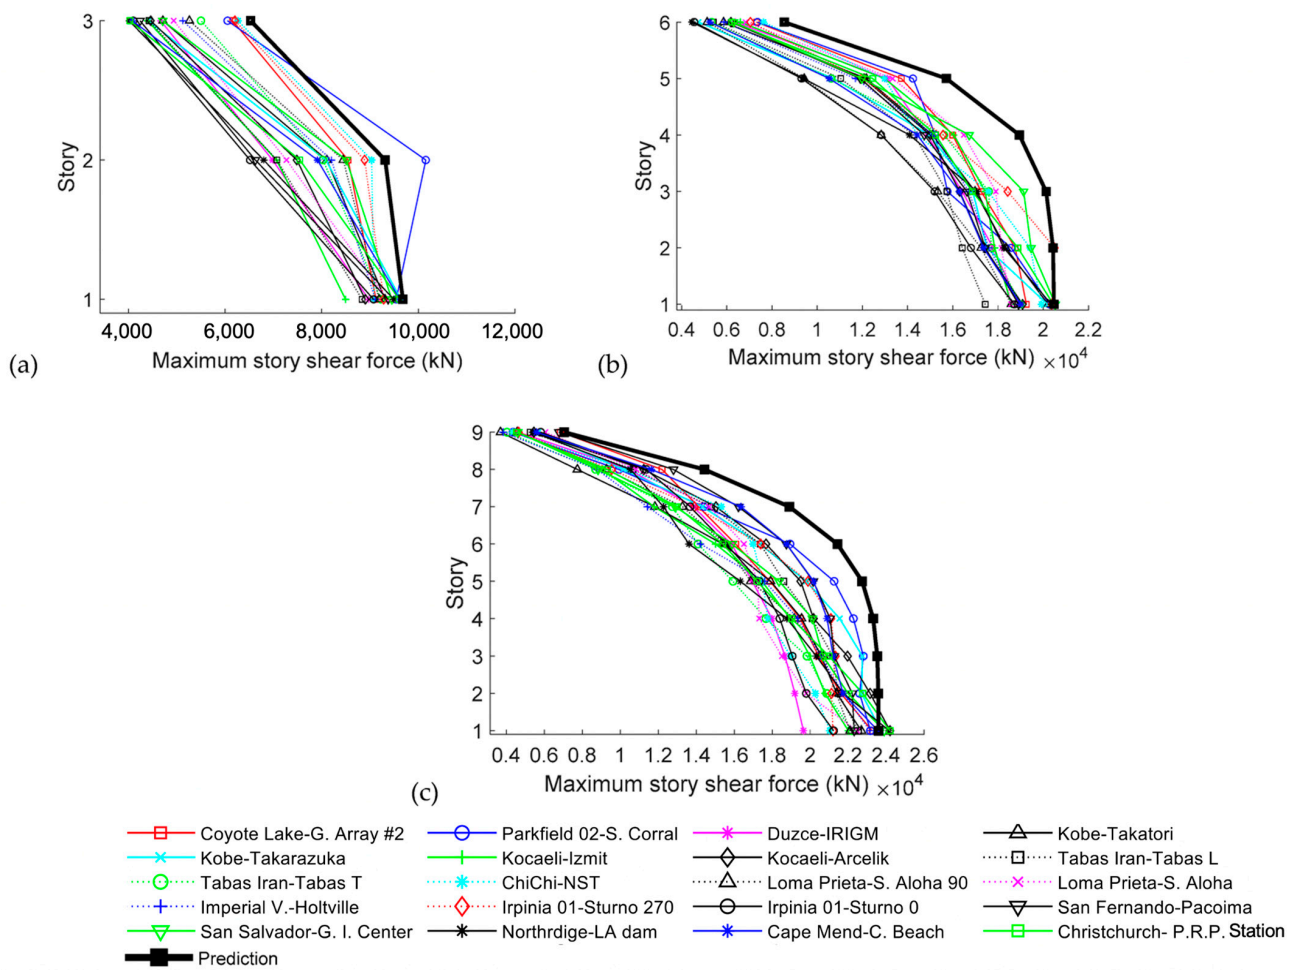 3
2
1
Story
4,000 6,000 8,000 10,000 12,000
Maximum story shear force (kN)
(a)
6
5
4
3
2
1
Story
0.4 0.6 0.8 1 1.2 1.4 1.6 1.8 2 2.2
Maximum story shear force (kN) ×10⁴
(b)
9
8
7
6
5
4
3
2
1
Story
0.4 0.6 0.8 1 1.2 1.4 1.6 1.8 20 2.2 2.4 2.6
Maximum story shear force (kN) ×10⁴
(c)
Coyote Lake-G. Array #2 Parkfield 02-S. Corral Duzce-IRIGM Kobe-Takatori
Kobe-Takarazuka Kocaeli-Izmit Kocaeli-Arcelik Tabas Iran-Tabas L
Tabas Iran-Tabas T ChiChi-NST Loma Prieta-S. Aloha 90 Loma Prieta-S. Aloha
Imperial V.-Holtville Irpinia 01-Sturno 270 Irpinia 01-Sturno 0 San Fernando-Pacoima
San Salvador-G. I. Center Northrdige-LA dam Cape Mend-C. Beach Christchurch- P.R.P. Station
Prediction